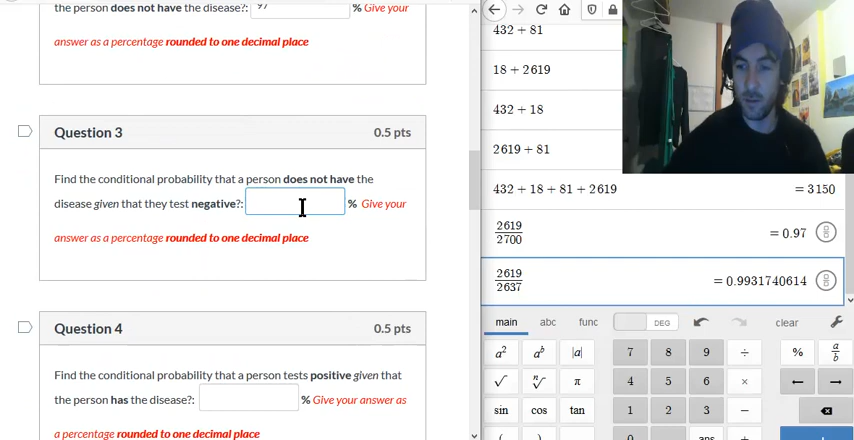 the person does not have the disease?: 97 % Give your
answer as a percentage rounded to one decimal place
Question 3 0.5 pts
Find the conditional probability that a person does not have the
disease given that they test negative?: % Give your
answer as a percentage rounded to one decimal place
Question 4 0.5 pts
Find the conditional probability that a person tests positive given that
the person has the disease?: % Give your answer as
a percentage rounded to one decimal place
432 + 81
18 + 2619
432 + 18
2619 + 81
432 + 18 + 81 + 2619 = 3150
2619
2700
= 0.97
2619
2637
= 0.9931740614
main abc func DEG clear
a² aᵇ |a| 7 8 9 ÷ % a/b
√ ⁿ√ π 4 5 6 × ← →
sin cos tan 1 2 3 −
( ) 0 . ans +